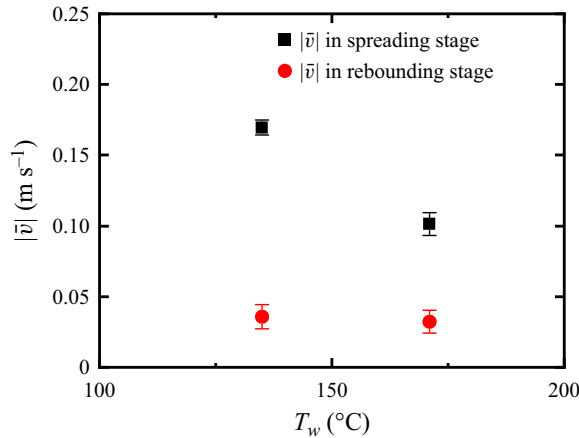 0.25
0.20
0.15
0.10
0.05
0
|v̄| (m s⁻¹)
|v̄| in spreading stage
|v̄| in rebounding stage
100
150
200
T_w (°C)